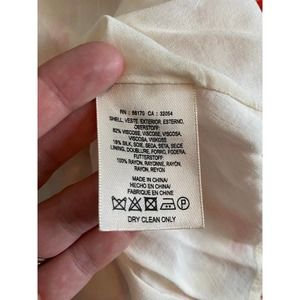 RN : 56170 CA : 32054
SHELL, VESTE, EXTERIOR, ESTERNO,
OBERSTOFF:
82% VISCOSE, VISCOSE, VISCOSA,
VISCOSA, VISKOSE
18% SILK, SOIE, SEDA, SETA, SEIDE
LINING, DOUBLURE, FORRO, FODERA,
FUTTERSTOFF:
100% RAYON, RAYONNE, RAYÓN,
RAYON, REYON
MADE IN CHINA/
HECHO EN CHINA/
FABRIQUE EN CHINE
DRY CLEAN ONLY